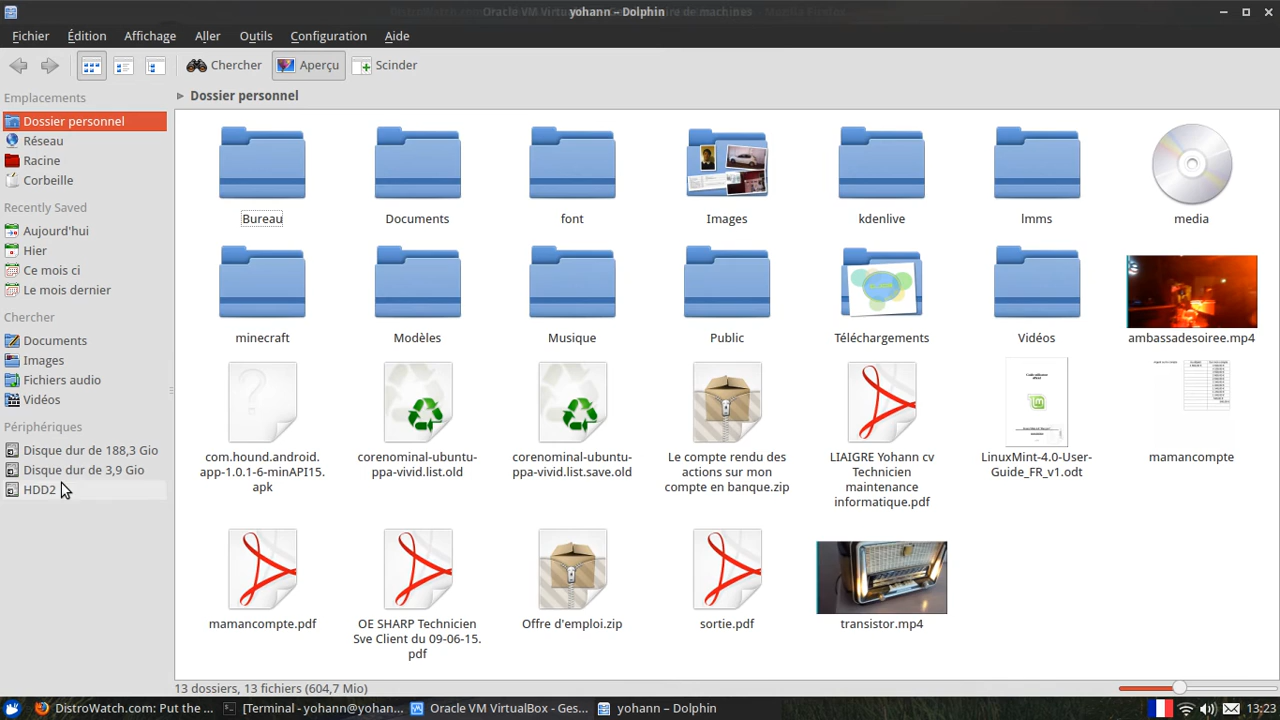 yohann – Dolphin
Fichier Édition Affichage Aller Outils Configuration Aide
Chercher Aperçu Scinder
Emplacements
Dossier personnel
Réseau
Racine
Corbeille
Recently Saved
Aujourd'hui
Hier
Ce mois ci
Le mois dernier
Chercher
Documents
Images
Fichiers audio
Vidéos
Périphériques
Disque dur de 188,3 Gio
Disque dur de 3,9 Gio
HDD2
Dossier personnel
Bureau Documents font Images kdenlive lmms media
minecraft Modèles Musique Public Téléchargements Vidéos ambassadesoiree.mp4
com.hound.android.
app-1.0.1-6-minAPI15.
apk
corenominal-ubuntu-
ppa-vivid.list.old
corenominal-ubuntu-
ppa-vivid.list.save.old
Le compte rendu des
actions sur mon
compte en banque.zip
LIAIGRE Yohann cv
Technicien
maintenance
informatique.pdf
LinuxMint-4.0-User-
Guide_FR_v1.odt
mamancompte
mamancompte.pdf
OE SHARP Technicien
Sve Client du 09-06-15.
pdf
Offre d'emploi.zip
sortie.pdf
transistor.mp4
13 dossiers, 13 fichiers (604,7 Mio)
DistroWatch.com: Put the ... [Terminal - yohann@yohan... Oracle VM VirtualBox - Ges... yohann – Dolphin 13:23